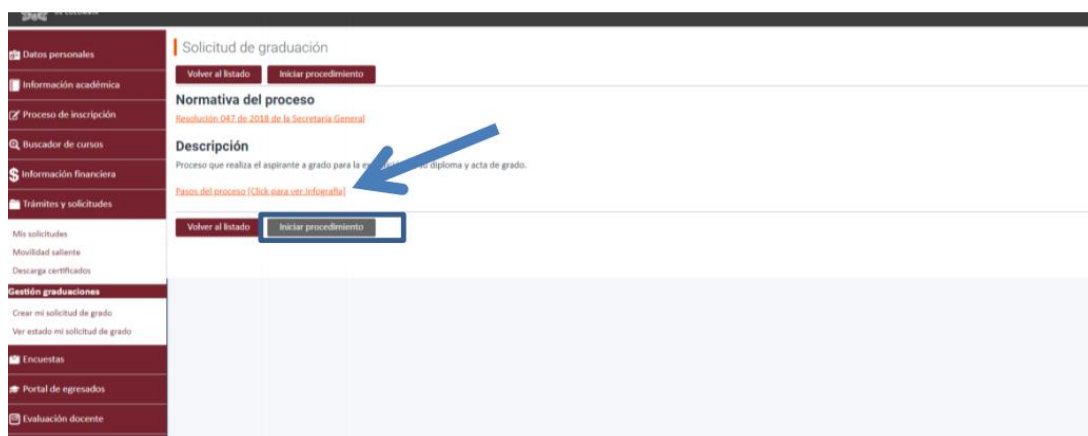 DE COLOMBIA
Datos personales
Información académica
Proceso de inscripción
Buscador de cursos
Información financiera
Trámites y solicitudes
Mis solicitudes
Movilidad saliente
Descarga certificados
Gestión graduaciones
Crear mi solicitud de grado
Ver estado mi solicitud de grado
Encuestas
Portal de egresados
Evaluación docente
Solicitud de graduación
Volver al listado Iniciar procedimiento
Normativa del proceso
Resolución 047 de 2018 de la Secretaría General
Descripción
Proceso que realiza el aspirante a grado para la diploma y acta de grado.
Pasos del proceso [Click para ver Infografía]
Volver al listado Iniciar procedimiento